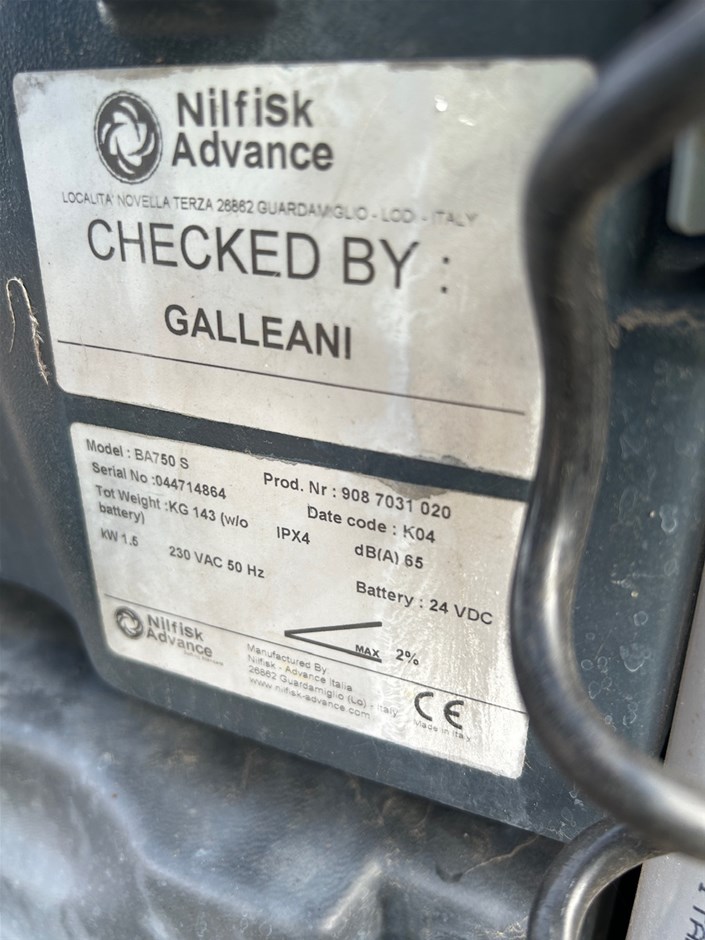 Nilfisk
Advance
LOCALITA' NOVELLA TERZA 26862 GUARDAMIGLIO - LODI - ITALY
CHECKED BY :
GALLEANI
Model : BA750 S
Prod. Nr : 908 7031 020
Serial No :044714864
Date code : K04
Tot Weight :KG 143 (w/o
battery)
IPX4
dB(A) 65
kW 1.5
230 VAC 50 Hz
Battery : 24 VDC
Nilfisk
Advance
MAX 2%
Manufactured By
Nilfisk - Advance Italia
26862 Guardamiglio (Lo) - Italy
www.nilfisk-advance.com
CE
Made in Italy